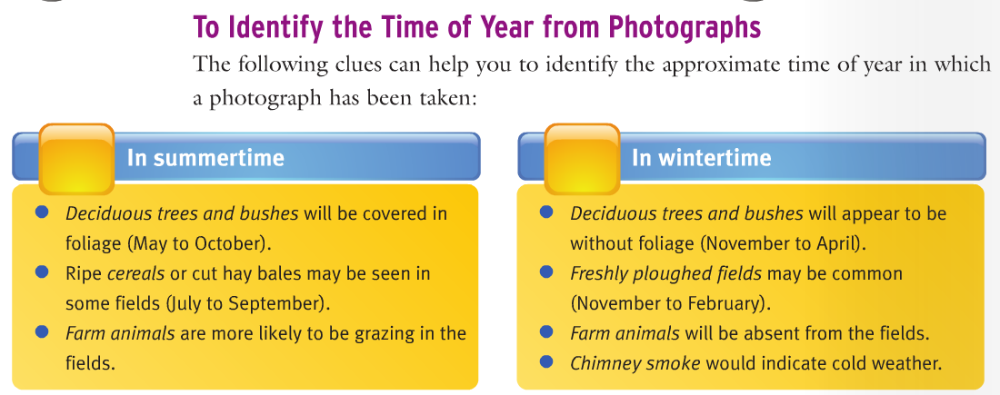 To Identify the Time of Year from Photographs
The following clues can help you to identify the approximate time of year in which
a photograph has been taken:
In summertime
● Deciduous trees and bushes will be covered in
foliage (May to October).
● Ripe cereals or cut hay bales may be seen in
some fields (July to September).
● Farm animals are more likely to be grazing in the
fields.
In wintertime
● Deciduous trees and bushes will appear to be
without foliage (November to April).
● Freshly ploughed fields may be common
(November to February).
● Farm animals will be absent from the fields.
● Chimney smoke would indicate cold weather.